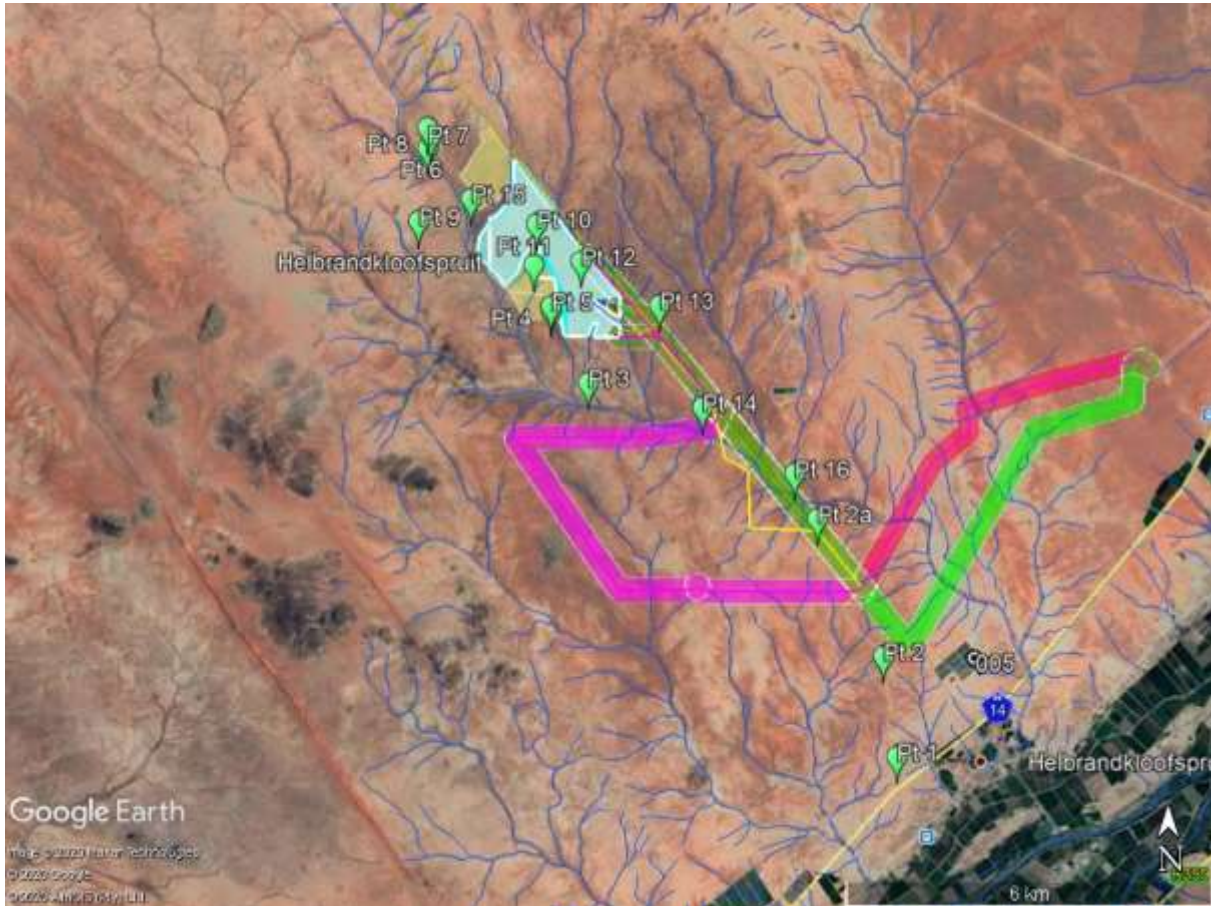 Pt 7
Pt 8
Pt 6
Pt 15
Pt 9
Pt 10
Pt 11
Helbrandkloofspruit
Pt 12
Pt 5
Pt 4
Pt 13
Pt 3
Pt 14
Pt 16
Pt 2a
Pt 2
005
14
Pt 1
Helbrandkloofspr
Google Earth
N
© 2020 Google
6 km